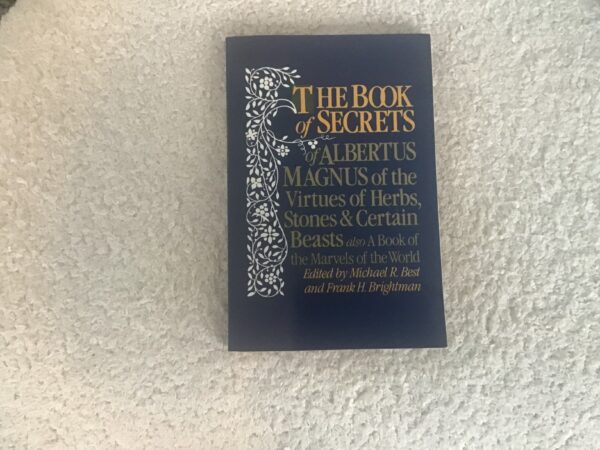 THE BOOK
of SECRETS
of ALBERTUS
MAGNUS of the
Virtues of Herbs,
Stones & Certain
Beasts also A Book of
the Marvels of the World
Edited by Michael R. Best
and Frank H. Brightman